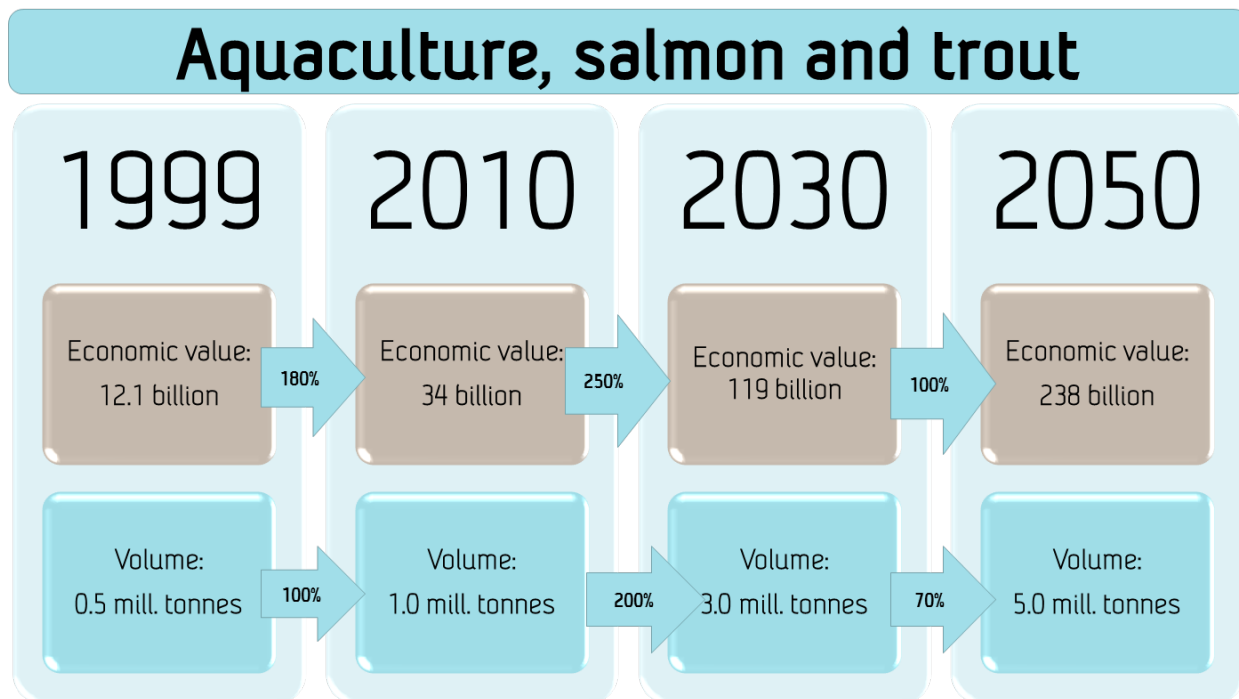 Aquaculture, salmon and trout
1999
2010
2030
2050
Economic value:
12.1 billion
180%
Economic value:
34 billion
250%
Economic value:
119 billion
100%
Economic value:
238 billion
Volume:
0.5 mill. tonnes
100%
Volume:
1.0 mill. tonnes
200%
Volume:
3.0 mill. tonnes
70%
Volume:
5.0 mill. tonnes